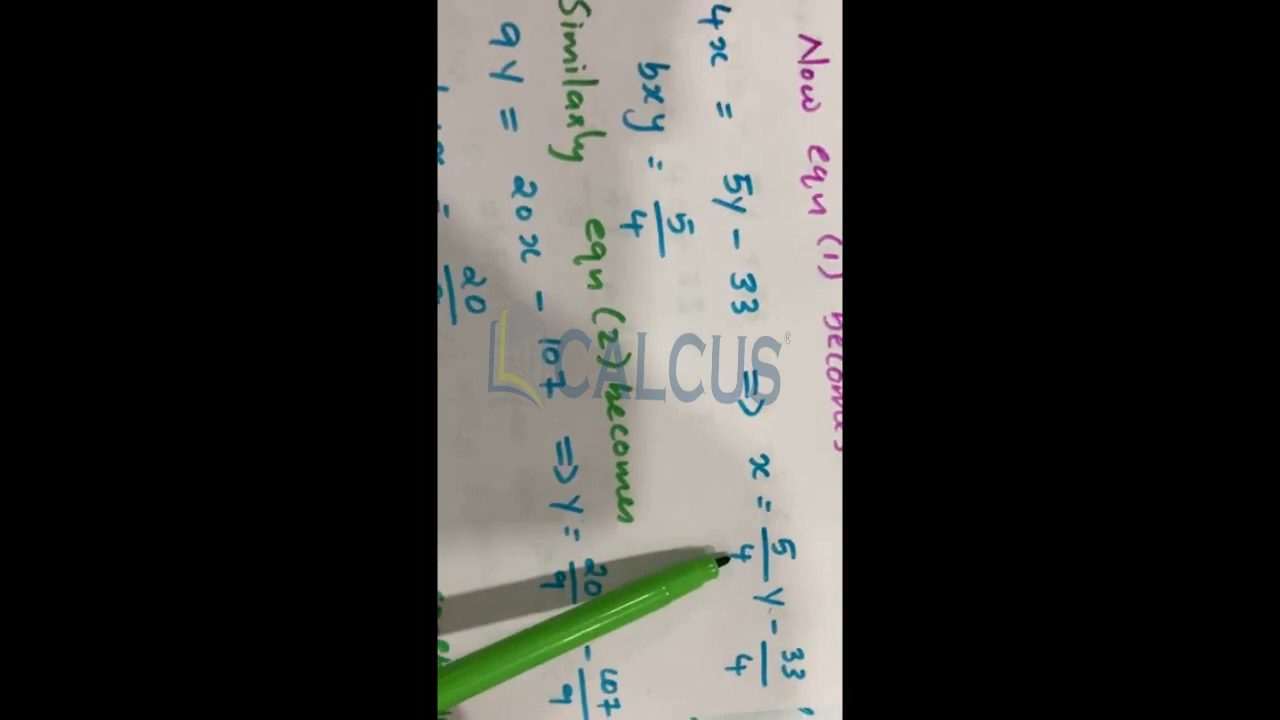 Now eqn (1) becomes
4x = 5y - 33 => x = 5/4 y - 33/4 ,
bxy = 5/4
Similarly eqn (2) becomes
9y = 20x - 107 => y = 20/9 - 107/9
20
CALCUS®